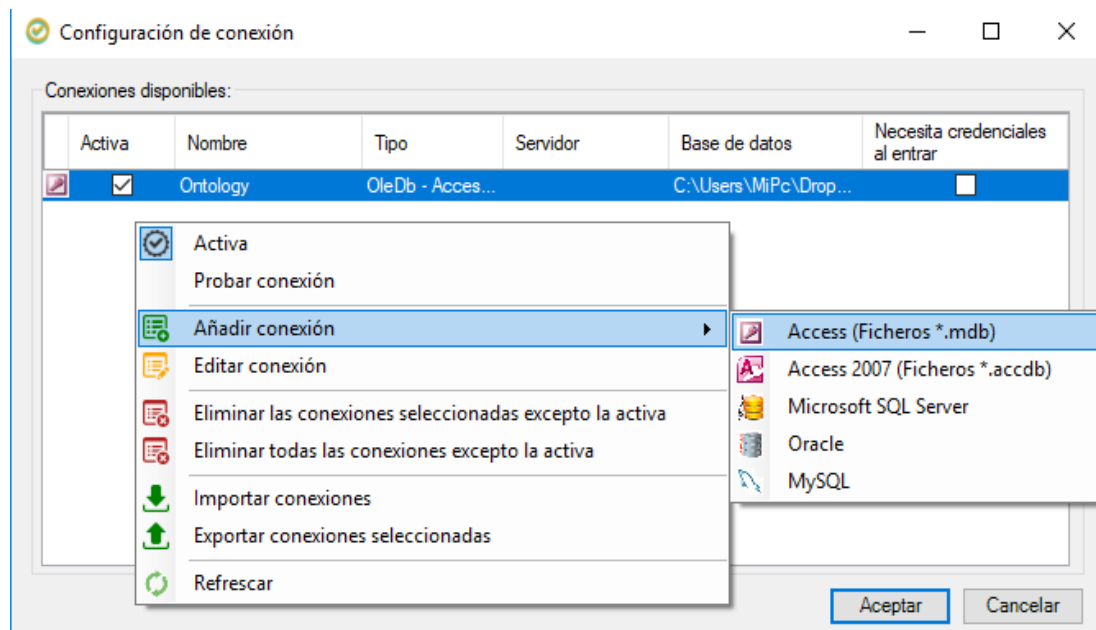 Configuración de conexión
Conexiones disponibles:
Activa Nombre Tipo Servidor Base de datos Necesita credenciales
al entrar
Ontology OleDb - Acces... C:\Users\MiPc\Drop...
Activa
Probar conexión
Añadir conexión
Editar conexión
Eliminar las conexiones seleccionadas excepto la activa
Eliminar todas las conexiones excepto la activa
Importar conexiones
Exportar conexiones seleccionadas
Refrescar
Access (Ficheros *.mdb)
Access 2007 (Ficheros *.accdb)
Microsoft SQL Server
Oracle
MySQL
Aceptar Cancelar